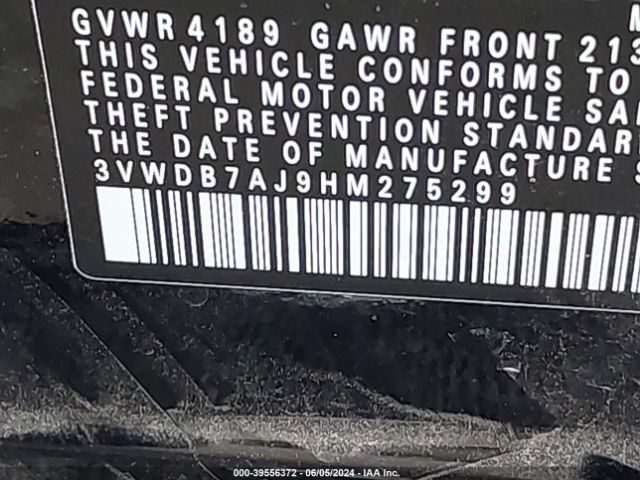 GVWR 4189 GAWR FRONT 213
THIS VEHICLE CONFORMS TO
FEDERAL MOTOR VEHICLE SA
THEFT PREVENTION STANDAR
THE DATE OF MANUFACTURE S
3VWDB7AJ9HM275299
000-39556372 - 06/05/2024 - IAA Inc.